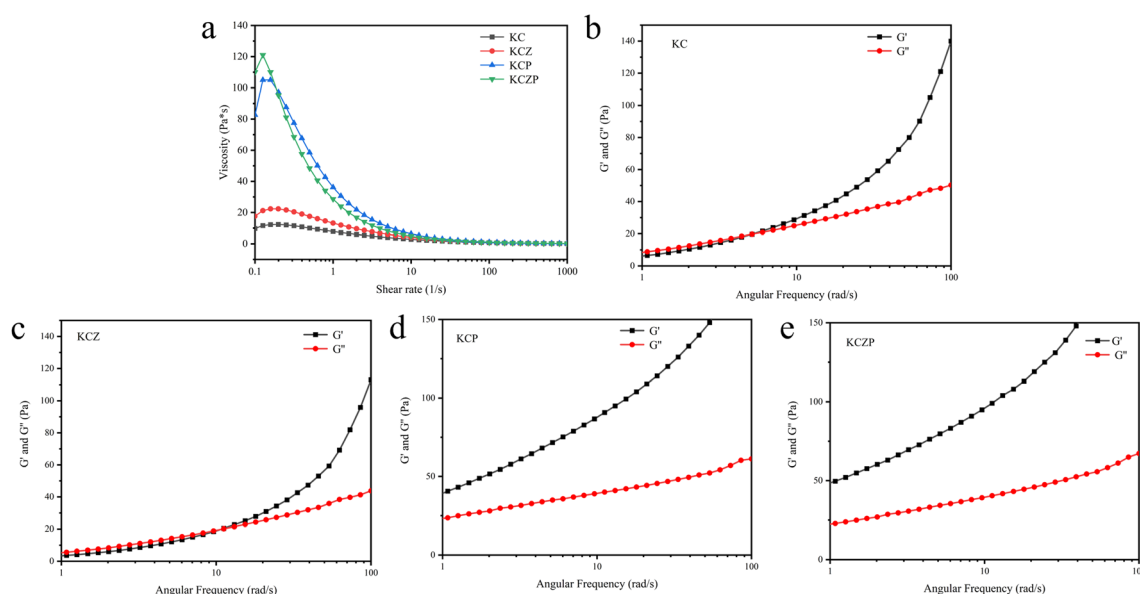 a
140
120
100
80
60
40
20
0
Viscosity (Pa*s)
KC
KCZ
KCP
KCZP
0.1
1
10
100
1000
Shear rate (1/s)
b
KC
G'
G"
140
120
100
80
60
40
20
0
G' and G" (Pa)
1
10
100
Angular Frequency (rad/s)
c
KCZ
G'
G"
140
120
100
80
60
40
20
0
G' and G" (Pa)
1
10
100
Angular Frequency (rad/s)
d
KCP
G'
G"
150
100
50
0
G' and G" (Pa)
1
10
100
Angular Frequency (rad/s)
e
KCZP
G'
G"
150
100
50
0
G' and G" (Pa)
1
10
10
Angular Frequency (rad/s)